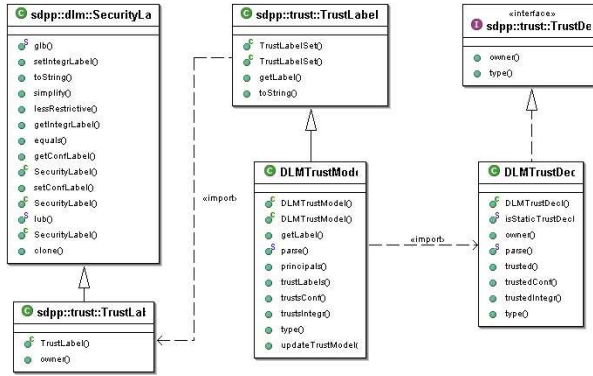 sdpp::dlm::SecurityLa
glb()
setIntegrLabel()
toString()
simplify()
lessRestrictive()
getIntegrLabel()
equals()
getConfLabel()
SecurityLabel()
setConfLabel()
SecurityLabel()
lub()
SecurityLabel()
clone()
sdpp::trust::TrustLal
TrustLabel()
owner()
sdpp::trust::TrustLabel
TrustLabelSet()
TrustLabelSet()
getLabel()
toString()
«import»
DLMTrustMode
DLMTrustModel()
DLMTrustModel()
getLabel()
parse()
principals()
trustLabels()
trustsConf()
trustsIntegr()
type()
updateTrustModel(
«import»
«interface»
sdpp::trust::TrustDe
owner()
type()
DLMTrustDec
DLMTrustDecl()
isStaticTrustDecl
owner()
parse()
trusted()
trustedConf()
trustedIntegr()
type()